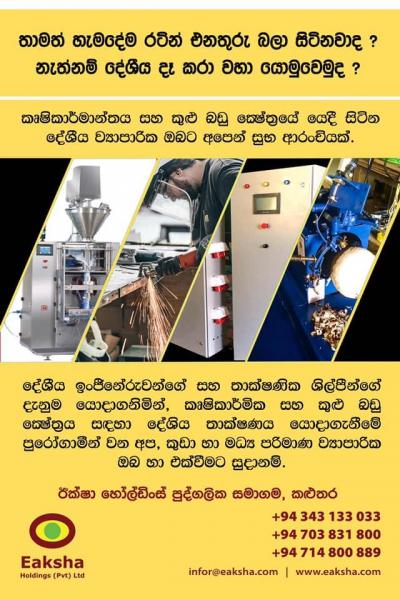 තාමත් හැමදේම රටින් එනතුරු බලා සිටිනවාද ?
නැත්නම් දේශීය දෑ කරා වහා යොමුවෙමුද ?
කෘෂිකාර්මාන්තය සහ කුළු බඩු ක්ෂේත්‍රයේ යෙදී සිටින
දේශීය ව්‍යාපාරික ඔබට අපෙන් සුභ ආරංචියක්.
දේශීය ඉංජිනේරුවන්ගේ සහ තාක්ෂණික ශිල්පීන්ගේ
දැනුම යොදාගනිමින්, කෘෂිකාර්මික සහ කුළු බඩු
ක්ෂේත්‍රය සඳහා දේශීය තාක්ෂණය යොදාගැනීමේ
පුරෝගාමීන් වන අප, කුඩා හා මධ්‍ය පරිමාණ ව්‍යාපාරික
ඔබ හා එක්වීමට සුදානම්.
ඊක්ෂා හෝල්ඩිංස් පුද්ගලික සමාගම, කළුතර
+94 343 133 033
+94 703 831 800
+94 714 800 889
Eaksha
Holdings (Pvt) Ltd
infor@eaksha.com | www.eaksha.com